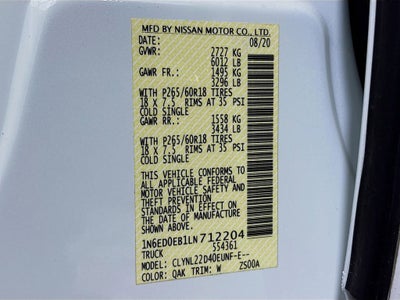 MFD BY NISSAN MOTOR CO., LTD.
DATE: 08/20
GVWR: 2727 KG
6012 LB
GAWR FR.: 1495 KG
3296 LB
WITH P265/60R18 TIRES
18 X 7.5 RIMS AT 35 PSI
COLD SINGLE
GAWR RR.: 1558 KG
3434 LB
WITH P265/60R18 TIRES
18 X 7.5 RIMS AT 35 PSI
COLD SINGLE
THIS VEHICLE CONFORMS TO
ALL APPLICABLE FEDERAL
MOTOR VEHICLE SAFETY AND
THEFT PREVENTION STANDARDS
IN EFFECT ON THE DATE OF
MANUFACTURE SHOWN ABOVE.
1N6ED0EB1LN712204
TRUCK 554361
MODEL: CLYNL22D40EUNF-E--
COLOR: QAK TRIM: W ZS00A